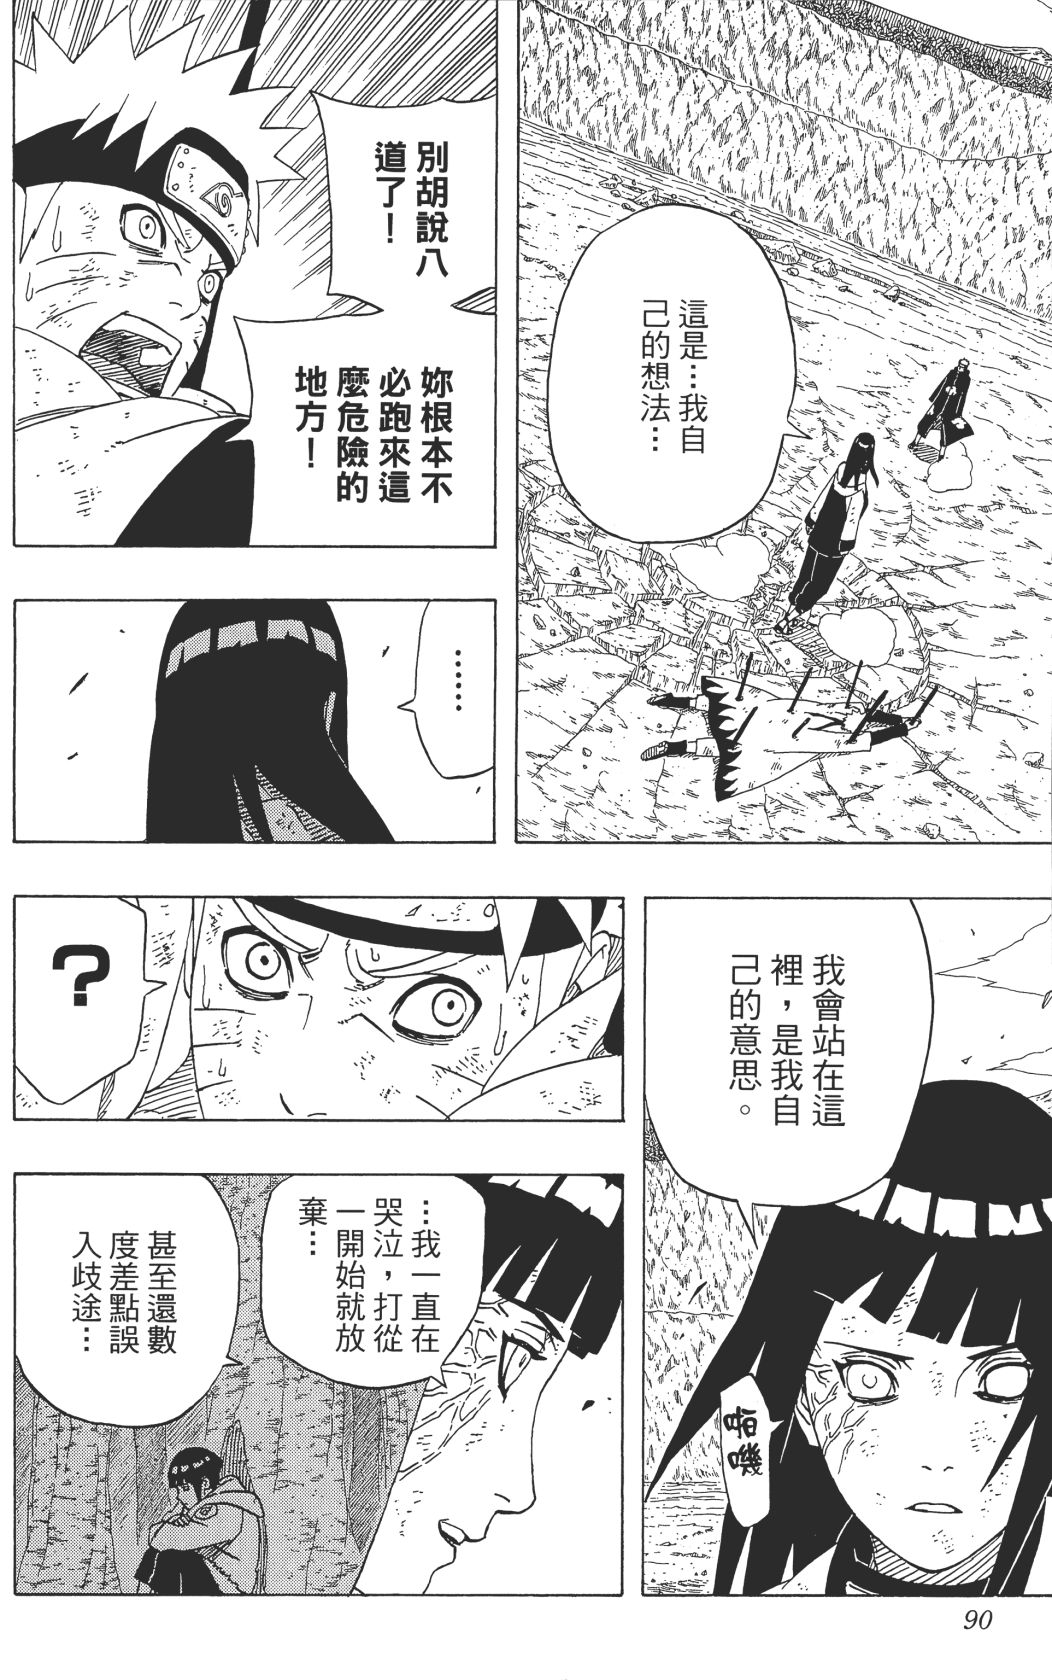 這是…我自
己的想法…
別胡說八
道了！
妳根本不
必跑來這
麼危險的
地方！
……
我會站在這
裡，是我自
己的意思。
啪嘰
？
…我一直在
哭泣，打從
一開始就放
棄…
甚至還數
度差點誤
入歧途…
90